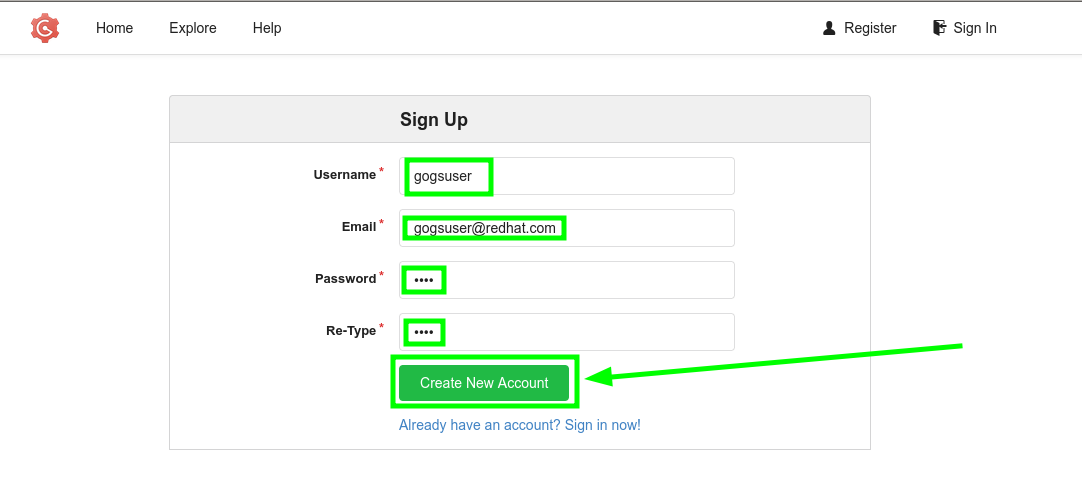 Home Explore Help Register Sign In
Sign Up
Username * gogsuser
Email * gogsuser@redhat.com
Password * ••••
Re-Type * ••••
Create New Account
Already have an account? Sign in now!